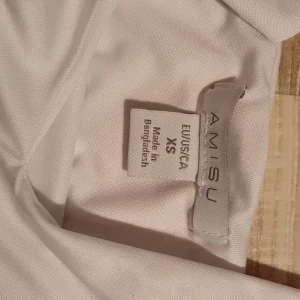 AMISU
EU/US/CA
XS
Made in
Bangladesh